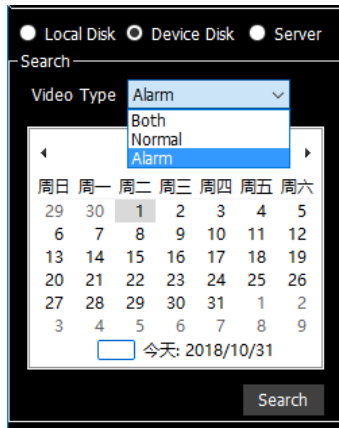 Local Disk Device Disk Server
Search
Video Type Alarm
Both
Normal
Alarm
周日 周一 周二 周三 周四 周五 周六
29 30 1 2 3 4 5
6 7 8 9 10 11 12
13 14 15 16 17 18 19
20 21 22 23 24 25 26
27 28 29 30 31 1 2
3 4 5 6 7 8 9
今天: 2018/10/31
Search